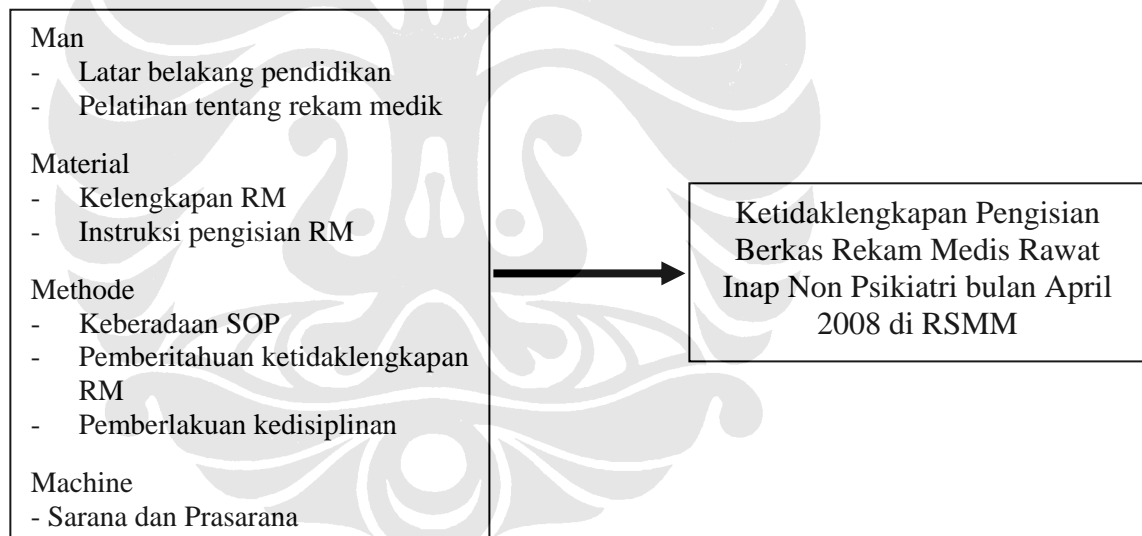 Man
- Latar belakang pendidikan
- Pelatihan tentang rekam medik
Material
- Kelengkapan RM
- Instruksi pengisian RM
Methode
- Keberadaan SOP
- Pemberitahuan ketidaklengkapan
RM
- Pemberlakuan kedisiplinan
Machine
- Sarana dan Prasarana
Ketidaklengkapan Pengisian
Berkas Rekam Medis Rawat
Inap Non Psikiatri bulan April
2008 di RSMM